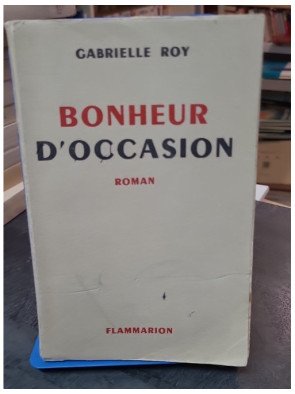 GABRIELLE ROY
BONHEUR
D'OCCASION
ROMAN
FLAMMARION